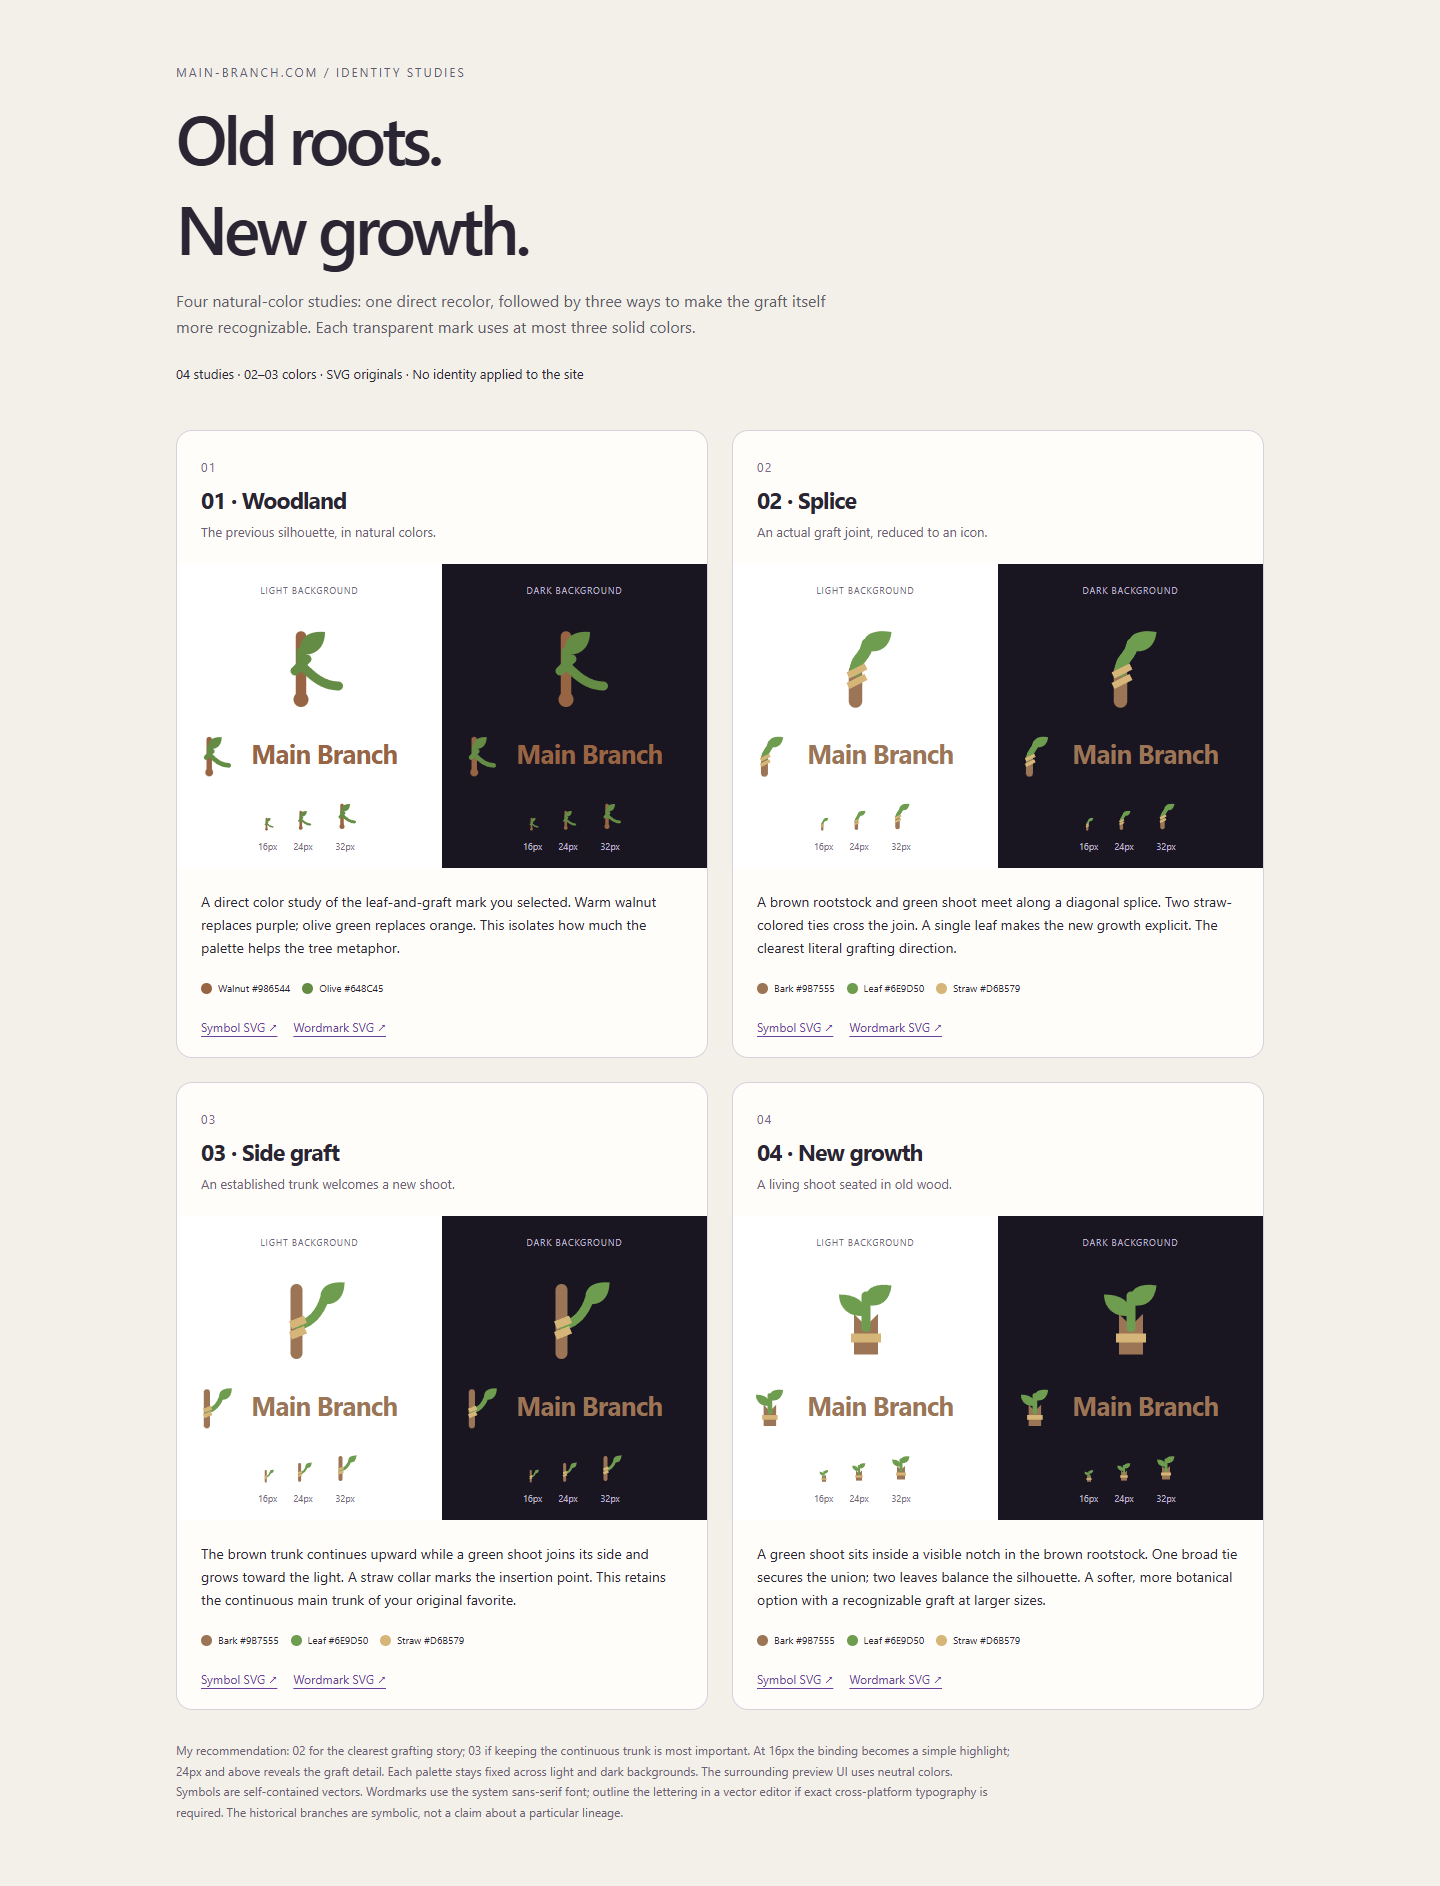 MAIN-BRANCH.COM / IDENTITY STUDIES
Old roots.
New growth.
Four natural-color studies: one direct recolor, followed by three ways to make the graft itself
more recognizable. Each transparent mark uses at most three solid colors.
04 studies · 02–03 colors · SVG originals · No identity applied to the site
01
01 · Woodland
The previous silhouette, in natural colors.
LIGHT BACKGROUND
DARK BACKGROUND
Main Branch
Main Branch
16px 24px 32px
16px 24px 32px
A direct color study of the leaf-and-graft mark you selected. Warm walnut
replaces purple; olive green replaces orange. This isolates how much the
palette helps the tree metaphor.
Walnut #986544 Olive #648C45
Symbol SVG ↗ Wordmark SVG ↗
02
02 · Splice
An actual graft joint, reduced to an icon.
LIGHT BACKGROUND
DARK BACKGROUND
Main Branch
Main Branch
16px 24px 32px
16px 24px 32px
A brown rootstock and green shoot meet along a diagonal splice. Two straw-
colored ties cross the join. A single leaf makes the new growth explicit. The
clearest literal grafting direction.
Bark #9B7555 Leaf #6E9D50 Straw #D6B579
Symbol SVG ↗ Wordmark SVG ↗
03
03 · Side graft
An established trunk welcomes a new shoot.
LIGHT BACKGROUND
DARK BACKGROUND
Main Branch
Main Branch
16px 24px 32px
16px 24px 32px
The brown trunk continues upward while a green shoot joins its side and
grows toward the light. A straw collar marks the insertion point. This retains
the continuous main trunk of your original favorite.
Bark #9B7555 Leaf #6E9D50 Straw #D6B579
Symbol SVG ↗ Wordmark SVG ↗
04
04 · New growth
A living shoot seated in old wood.
LIGHT BACKGROUND
DARK BACKGROUND
Main Branch
Main Branch
16px 24px 32px
16px 24px 32px
A green shoot sits inside a visible notch in the brown rootstock. One broad tie
secures the union; two leaves balance the silhouette. A softer, more botanical
option with a recognizable graft at larger sizes.
Bark #9B7555 Leaf #6E9D50 Straw #D6B579
Symbol SVG ↗ Wordmark SVG ↗
My recommendation: 02 for the clearest grafting story; 03 if keeping the continuous trunk is most important. At 16px the binding becomes a simple highlight;
24px and above reveals the graft detail. Each palette stays fixed across light and dark backgrounds. The surrounding preview UI uses neutral colors.
Symbols are self-contained vectors. Wordmarks use the system sans-serif font; outline the lettering in a vector editor if exact cross-platform typography is
required. The historical branches are symbolic, not a claim about a particular lineage.